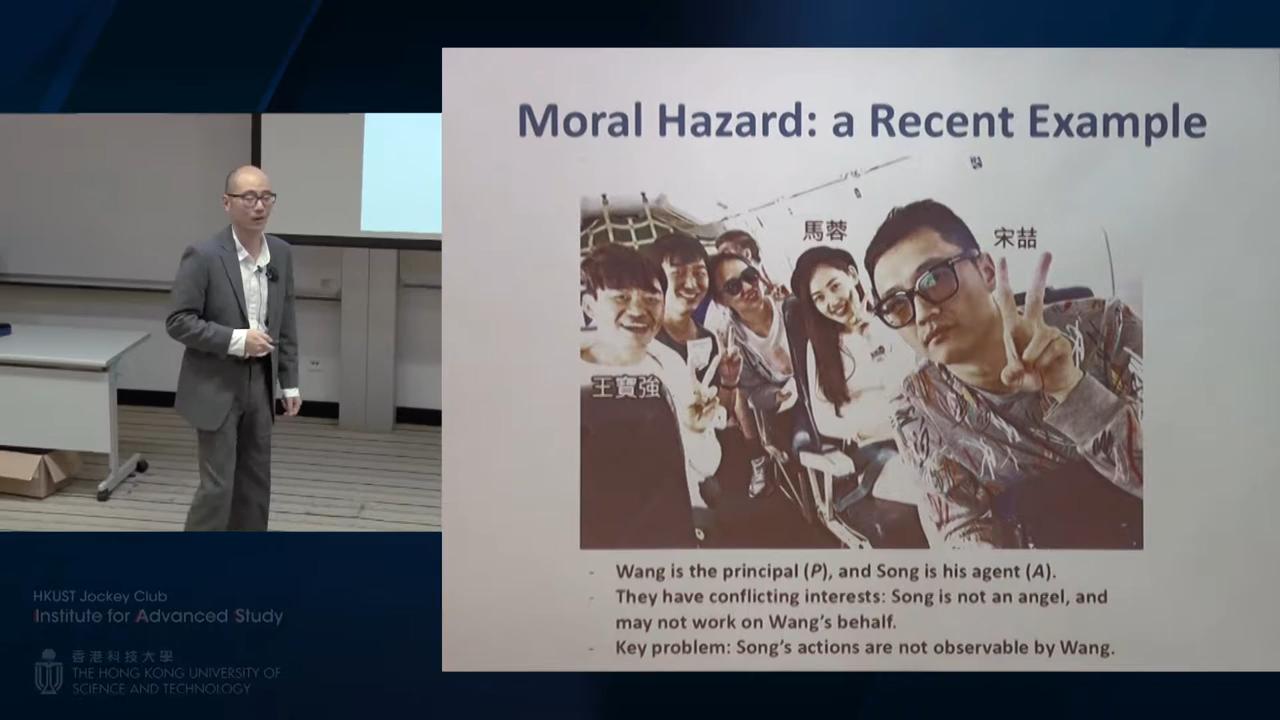 Moral Hazard: a Recent Example
馬蓉
宋喆
王寶強
- Wang is the principal (P), and Song is his agent (A).
- They have conflicting interests: Song is not an angel, and
may not work on Wang's behalf.
- Key problem: Song's actions are not observable by Wang.
HKUST Jockey Club
Institute for Advanced Study
香港科技大學
THE HONG KONG UNIVERSITY OF
SCIENCE AND TECHNOLOGY